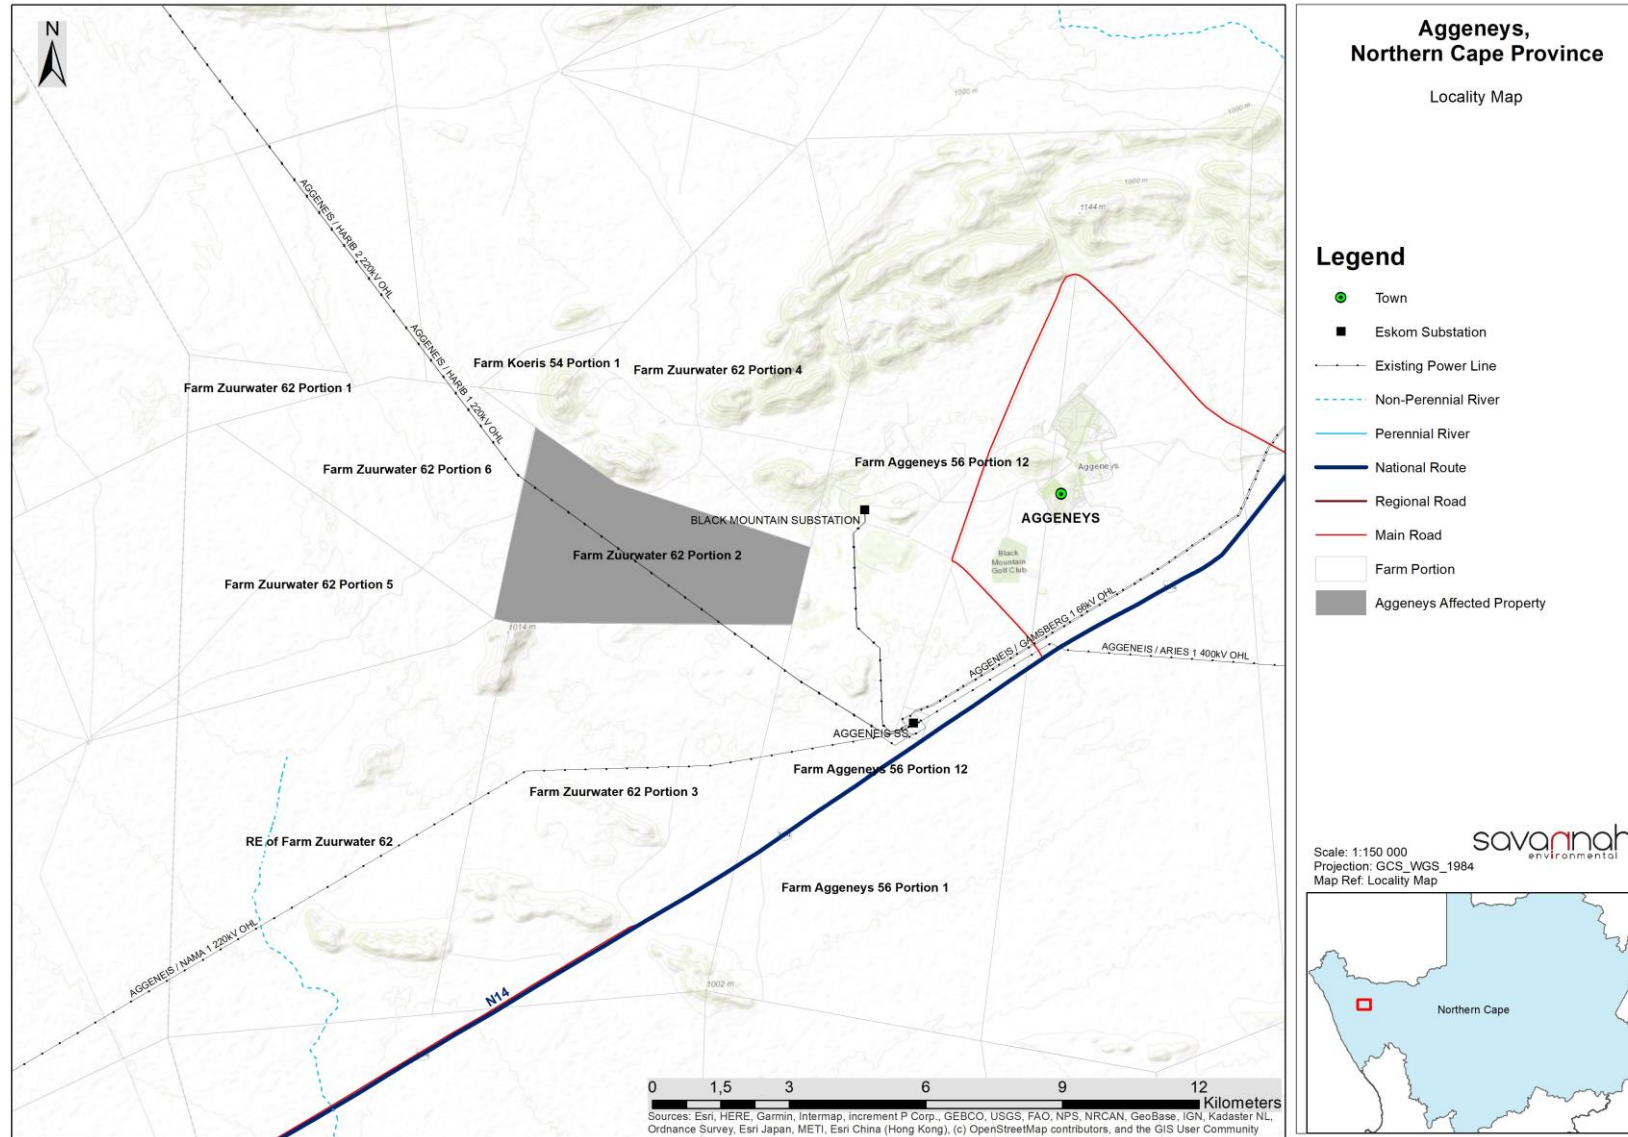 N
1000 m
1000 m
1000 m
1144 m
AGGENEIS / HARIB 2 220kV OHL
AGGENEIS / HARIB 1 220kV OHL
Farm Koeris 54 Portion 1
Farm Zuurwater 62 Portion 4
Farm Zuurwater 62 Portion 1
Farm Zuurwater 62 Portion 6
Farm Aggeneys 56 Portion 12
Aggeneys
AGGENEYS
BLACK MOUNTAIN SUBSTATION
Farm Zuurwater 62 Portion 2
Black
Mountain
Golf Club
Farm Zuurwater 62 Portion 5
1014 m
AGGENEIS / GAMSBERG 1 66kV OHL
AGGENEIS / ARIES 1 400kV OHL
AGGENEIS SS
Farm Aggeneys 56 Portion 12
Farm Zuurwater 62 Portion 3
RE of Farm Zuurwater 62
Farm Aggeneys 56 Portion 1
AGGENEIS / NAMA 1 220kV OHL
1002 m
N14
0 1,5 3 6 9 12
Kilometers
Sources: Esri, HERE, Garmin, Intermap, increment P Corp., GEBCO, USGS, FAO, NPS, NRCAN, GeoBase, IGN, Kadaster NL,
Ordnance Survey, Esri Japan, METI, Esri China (Hong Kong), (c) OpenStreetMap contributors, and the GIS User Community
Aggeneys,
Northern Cape Province
Locality Map
Legend
Town
Eskom Substation
Existing Power Line
Non-Perennial River
Perennial River
National Route
Regional Road
Main Road
Farm Portion
Aggeneys Affected Property
savannah
environmental
Scale: 1:150 000
Projection: GCS_WGS_1984
Map Ref: Locality Map
Northern Cape